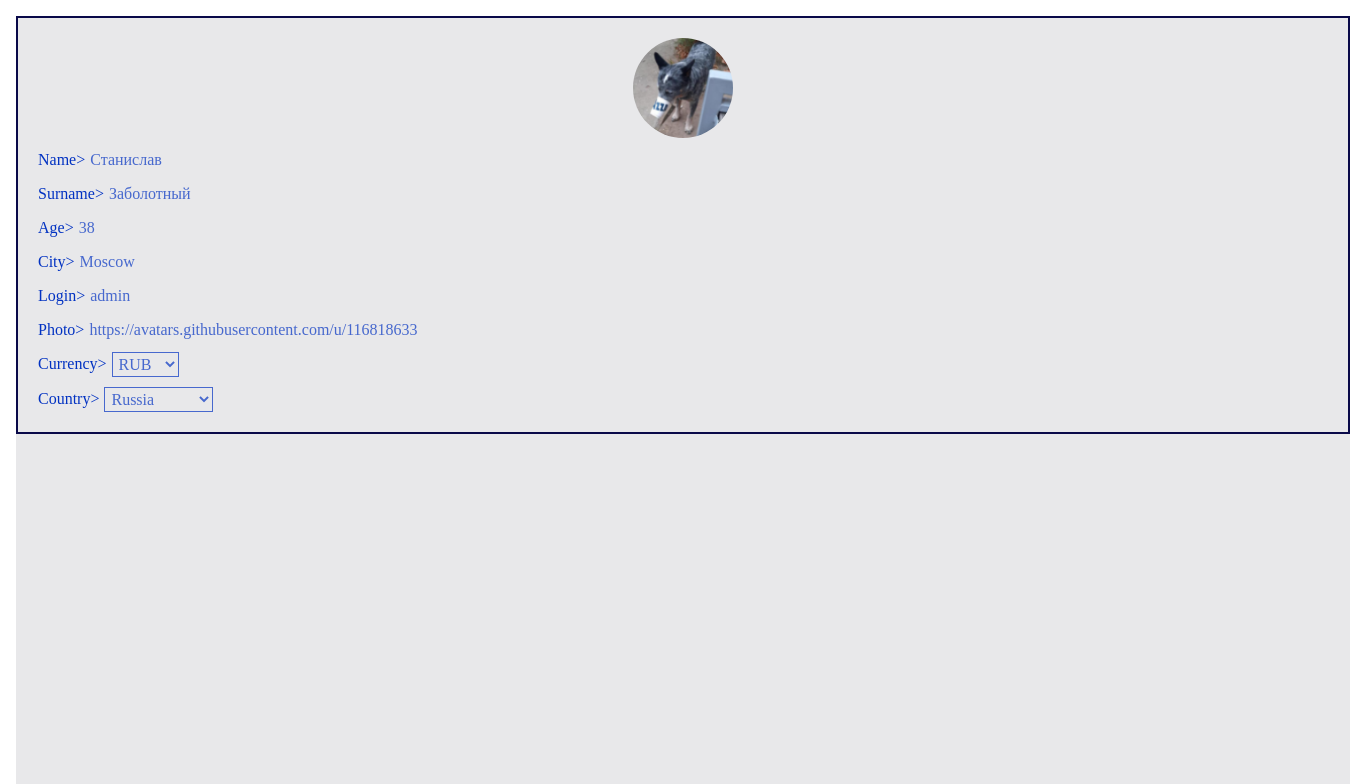 Name> Станислав
Surname> Заболотный
Age> 38
City> Moscow
Login> admin
Photo> https://avatars.githubusercontent.com/u/116818633
Currency> RUB
Country> Russia